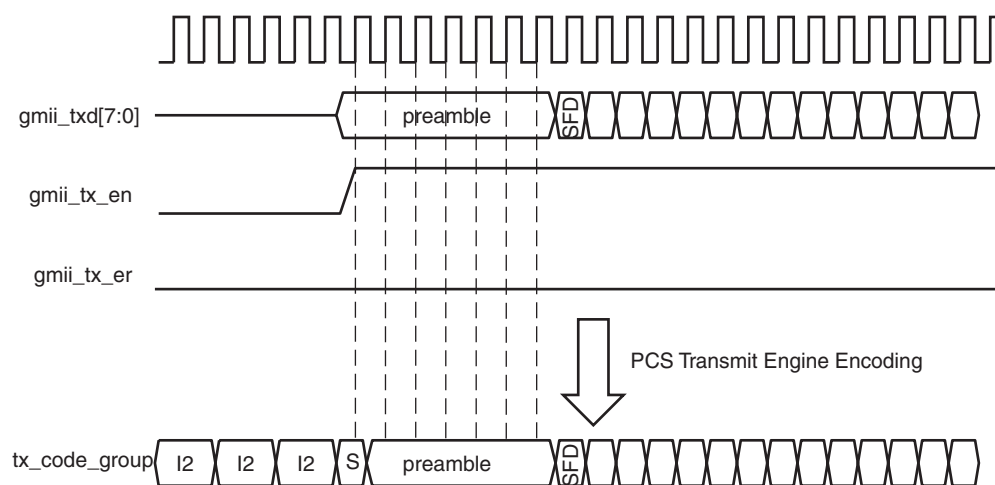 gmii_txd[7:0]
preamble
SFD
gmii_tx_en
gmii_tx_er
PCS Transmit Engine Encoding
tx_code_group
I2
I2
I2
S
preamble
SFD